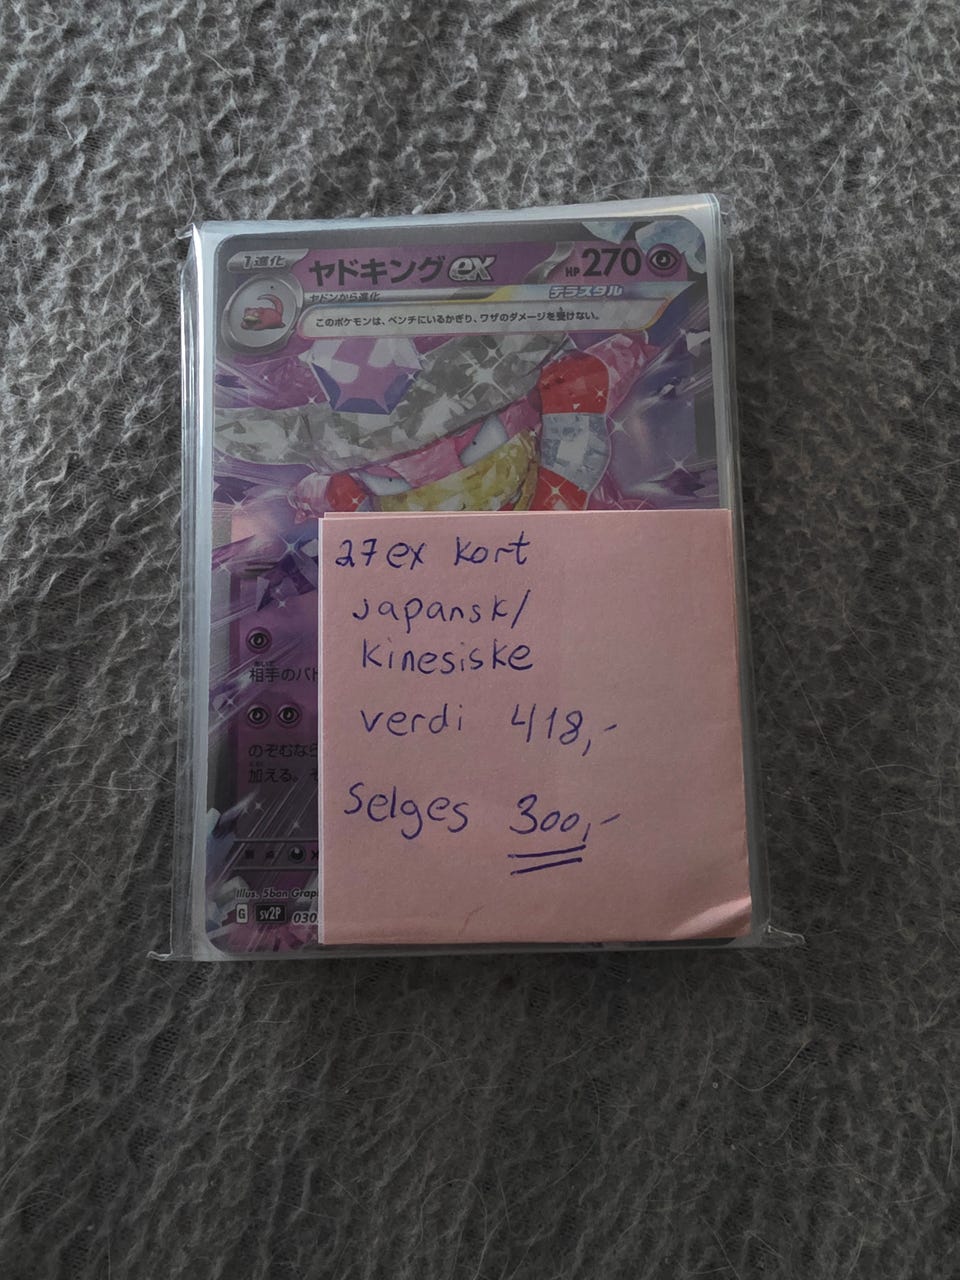 1進化 ヤドキングex HP270
ヤドンから進化 テラスタル
このポケモンは、ベンチにいるかぎり、ワザのダメージを受けない。
27 ex kort
japansk/
kinesiske
verdi 418,-
selges 300,-
相手のバト
のぞむなら
加える。そ
Illus. 5ban Grap
G sv2P 030